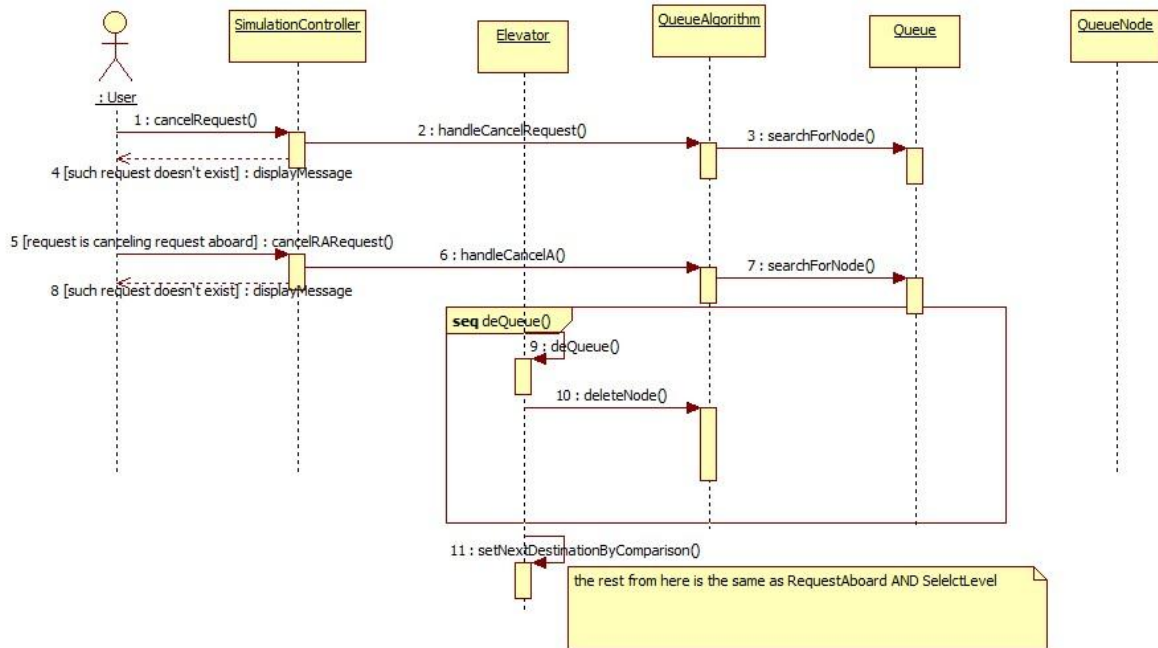 SimulationController
Elevator
QueueAlgorithm
Queue
QueueNode
: User
1 : cancelRequest()
2 : handleCancelRequest()
3 : searchForNode()
4 [such request doesn't exist] : displayMessage
5 [request is canceling request aboard] : cancelRARequest()
6 : handleCancelA()
7 : searchForNode()
8 [such request doesn't exist] : displayMessage
seq deQueue()
9 : deQueue()
10 : deleteNode()
11 : setNextDestinationByComparison()
the rest from here is the same as RequestAboard AND SelelctLevel